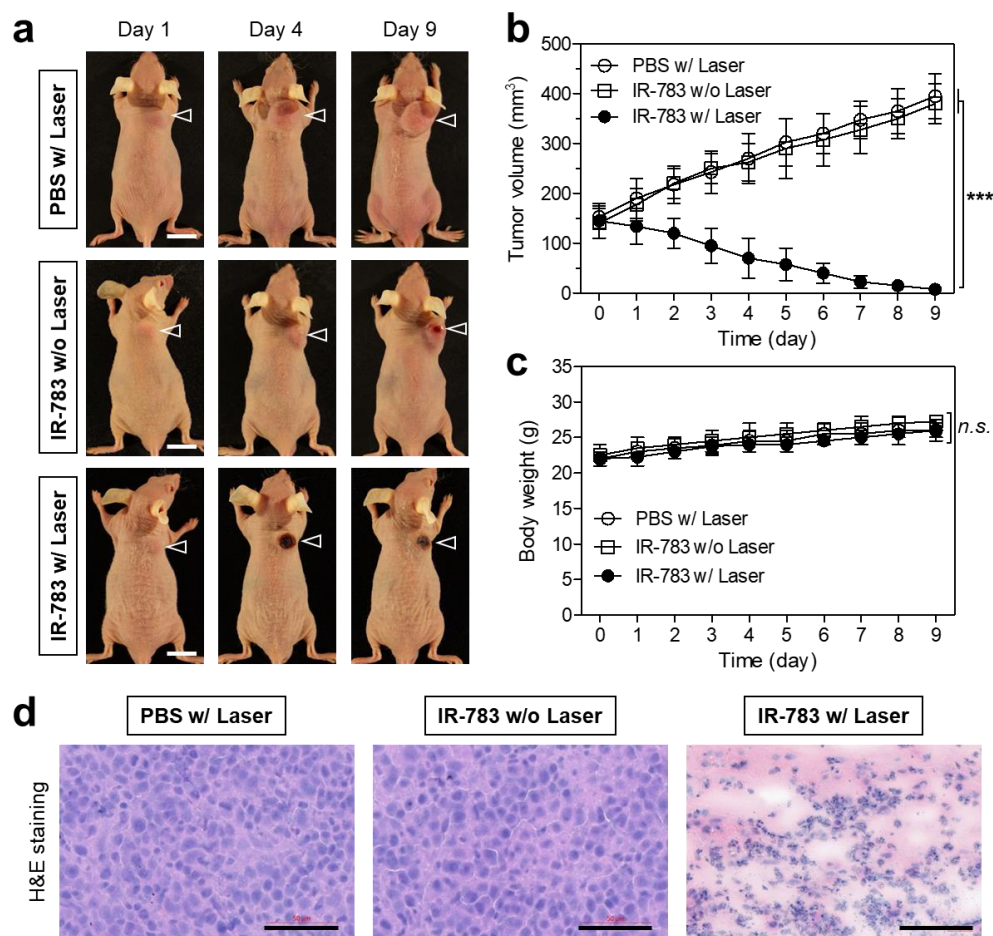 a
Day 1
Day 4
Day 9
PBS w/ Laser
IR-783 w/o Laser
IR-783 w/ Laser
b
Tumor volume (mm³)
500
400
300
200
100
0
PBS w/ Laser
IR-783 w/o Laser
IR-783 w/ Laser
***
0 1 2 3 4 5 6 7 8 9
Time (day)
c
Body weight (g)
35
30
25
20
15
10
5
0
n.s.
PBS w/ Laser
IR-783 w/o Laser
IR-783 w/ Laser
0 1 2 3 4 5 6 7 8 9
Time (day)
d
PBS w/ Laser
IR-783 w/o Laser
IR-783 w/ Laser
H&E staining
50 μm
50 μm